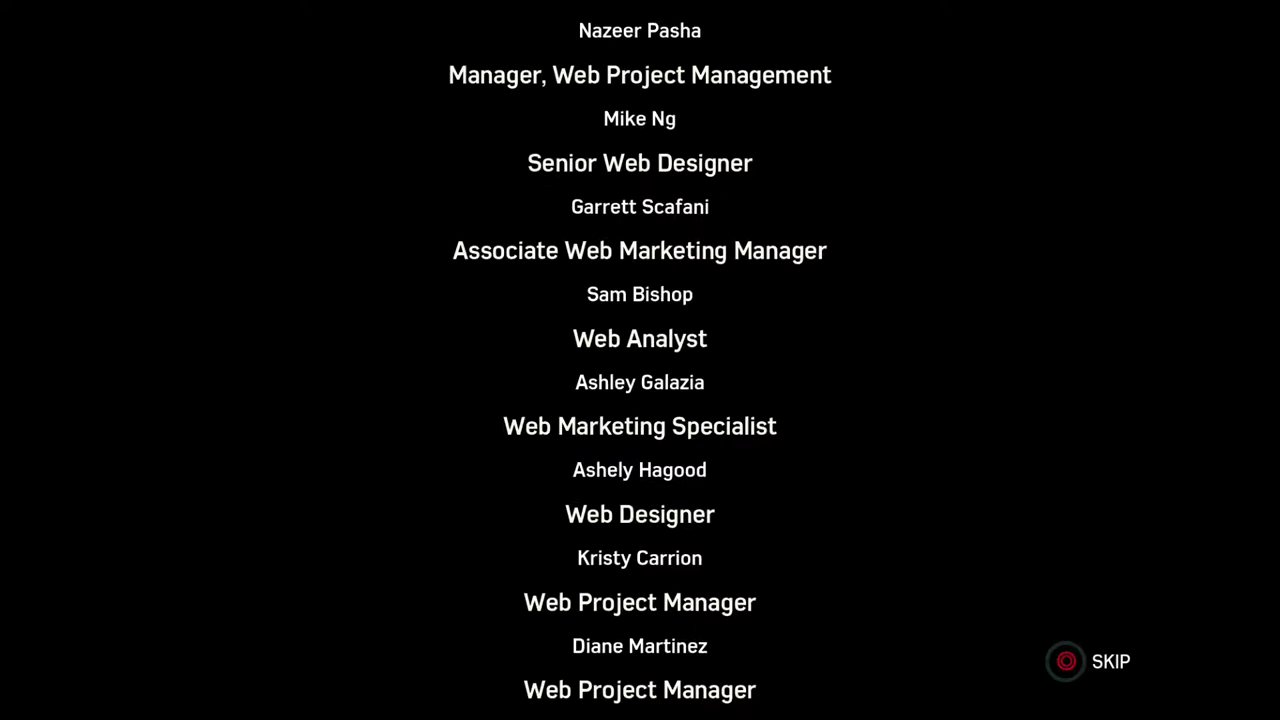 Nazeer Pasha
Manager, Web Project Management
Mike Ng
Senior Web Designer
Garrett Scafani
Associate Web Marketing Manager
Sam Bishop
Web Analyst
Ashley Galazia
Web Marketing Specialist
Ashely Hagood
Web Designer
Kristy Carrion
Web Project Manager
Diane Martinez
SKIP
Web Project Manager